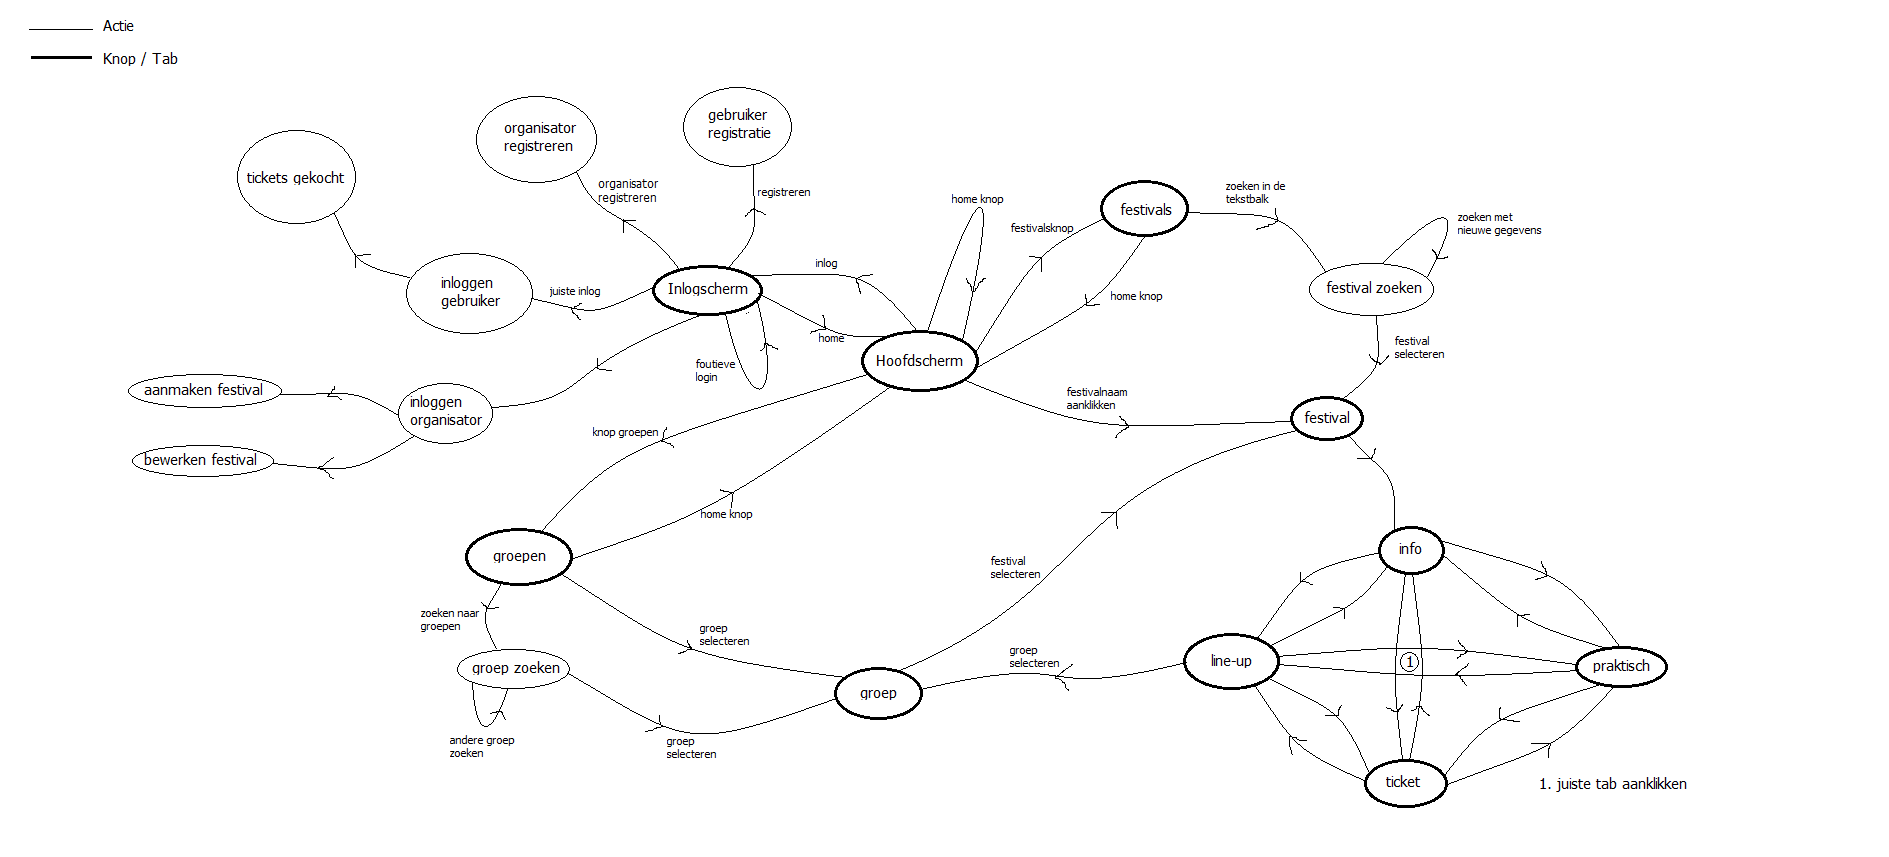 Actie
Knop / Tab
gebruiker
registratie
organisator
registreren
tickets gekocht
organisator
registreren
registreren
home knop
festivalsknop
festivals
zoeken in de
tekstbalk
zoeken met
nieuwe gegevens
inlog
Inlogscherm
juiste inlog
inloggen
gebruiker
festival zoeken
home knop
home
foutieve
login
Hoofdscherm
festival
selecteren
aanmaken festival
inloggen
organisator
bewerken festival
knop groepen
festivalnaam
aanklikken
festival
home knop
groepen
festival
selecteren
info
zoeken naar
groepen
groep
selecteren
groep zoeken
groep
selecteren
groep
line-up
1
praktisch
andere groep
zoeken
groep
selecteren
ticket
1. juiste tab aanklikken